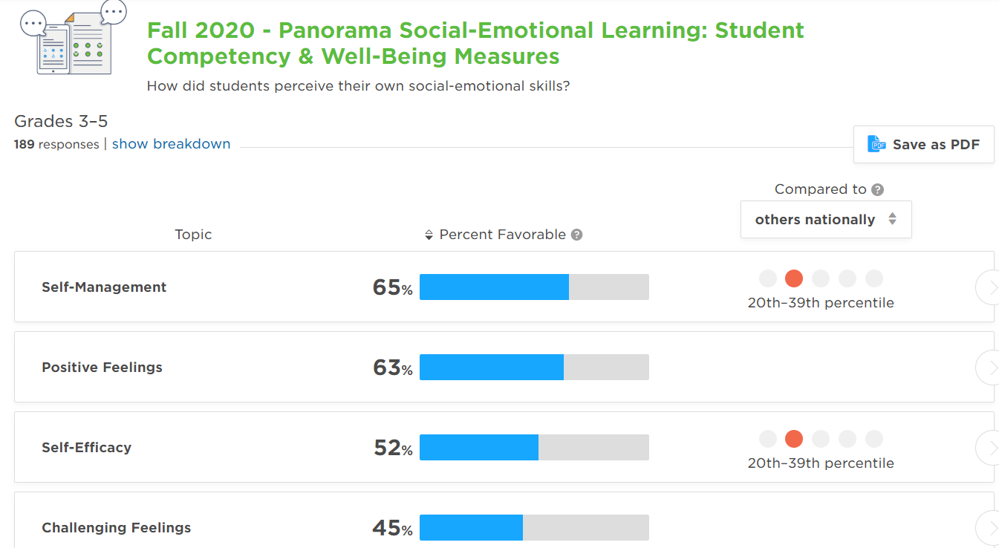 Fall 2020 - Panorama Social-Emotional Learning: Student
Competency & Well-Being Measures
How did students perceive their own social-emotional skills?
Grades 3–5
189 responses | show breakdown
PDF Save as PDF
Compared to ?
others nationally
Topic
Percent Favorable ?
Self-Management
65%
20th–39th percentile
Positive Feelings
63%
Self-Efficacy
52%
20th–39th percentile
Challenging Feelings
45%